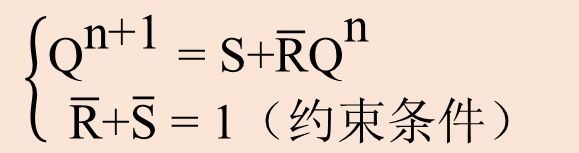 Qⁿ⁺¹ = S+R̅Qⁿ
R̅+S̅ = 1（约束条件）